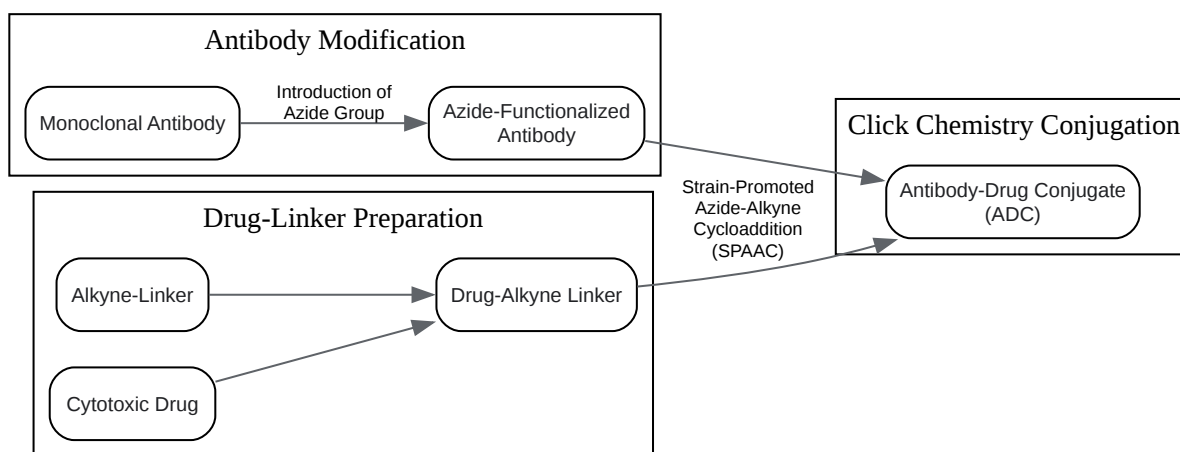 Antibody Modification
Monoclonal Antibody
Introduction of
Azide Group
Azide-Functionalized
Antibody
Drug-Linker Preparation
Alkyne-Linker
Cytotoxic Drug
Drug-Alkyne Linker
Strain-Promoted
Azide-Alkyne
Cycloaddition
(SPAAC)
Click Chemistry Conjugation
Antibody-Drug Conjugate
(ADC)